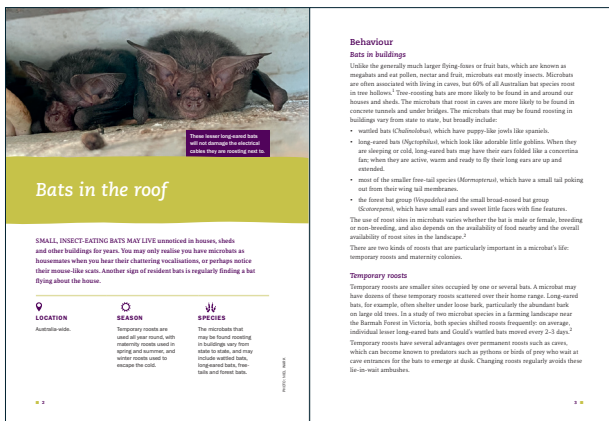 These lesser long-eared bats
will not damage the electrical
cables they are roosting next to.
Bats in the roof
SMALL, INSECT-EATING BATS MAY LIVE unnoticed in houses, sheds
and other buildings for years. You may only realise you have microbats as
housemates when you hear their chattering vocalisations, or perhaps notice
their mouse-like scats. Another sign of resident bats is regularly finding a bat
flying about the house.
LOCATION
Australia-wide.
SEASON
Temporary roosts are
used all year round, with
maternity roosts used in
spring and summer, and
winter roosts used to
escape the cold.
SPECIES
The microbats that
may be found roosting
in buildings vary from
state to state, and may
include wattled bats,
long-eared bats, free-
tails and forest bats.
2
Behaviour
Bats in buildings
Unlike the generally much larger flying-foxes or fruit bats, which are known as
megabats and eat pollen, nectar and fruit, microbats eat mostly insects. Microbats
are often associated with living in caves, but 60% of all Australian bat species roost
in tree hollows.¹ Tree-roosting bats are more likely to be found in and around our
houses and sheds. The microbats that roost in caves are more likely to be found in
concrete tunnels and under bridges. The microbats that may be found roosting in
buildings vary from state to state, but broadly include:
• wattled bats (Chalinolobus), which have puppy-like jowls like spaniels.
• long-eared bats (Nyctophilus), which look like adorable little goblins. When they
are sleeping or cold, long-eared bats may have their ears folded like a concertina
fan; when they are active, warm and ready to fly their long ears are up and
extended.
• most of the smaller free-tail species (Mormopterus), which have a small tail poking
out from their wing tail membranes.
• the forest bat group (Vespadelus) and the small broad-nosed bat group
(Scotorepens), which have small ears and sweet little faces with fine features.
The use of roost sites in microbats varies whether the bat is male or female, breeding
or non-breeding, and also depends on the availability of food nearby and the overall
availability of roost sites in the landscape.²
There are two kinds of roosts that are particularly important in a microbat's life:
temporary roosts and maternity colonies.
Temporary roosts
Temporary roosts are smaller sites occupied by one or several bats. A microbat may
have dozens of these temporary roosts scattered over their home range. Long-eared
bats, for example, often shelter under loose bark, particularly the abundant bark
on large old trees. In a study of two microbat species in a farming landscape near
the Barmah Forest in Victoria, both species shifted roosts frequently: on average,
individual lesser long-eared bats and Gould's wattled bats moved every 2–3 days.³
Temporary roosts have several advantages over permanent roosts such as caves,
which can become known to predators such as pythons or birds of prey who wait at
cave entrances for the bats to emerge at dusk. Changing roosts regularly avoids these
lie-in-wait ambushes.
3